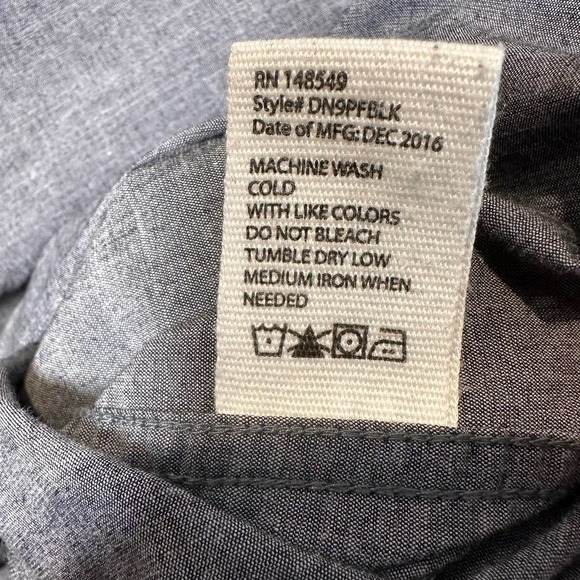 RN 148549
Style# DN9PFBLK
Date of MFG: DEC 2016
MACHINE WASH
COLD
WITH LIKE COLORS
DO NOT BLEACH
TUMBLE DRY LOW
MEDIUM IRON WHEN
NEEDED